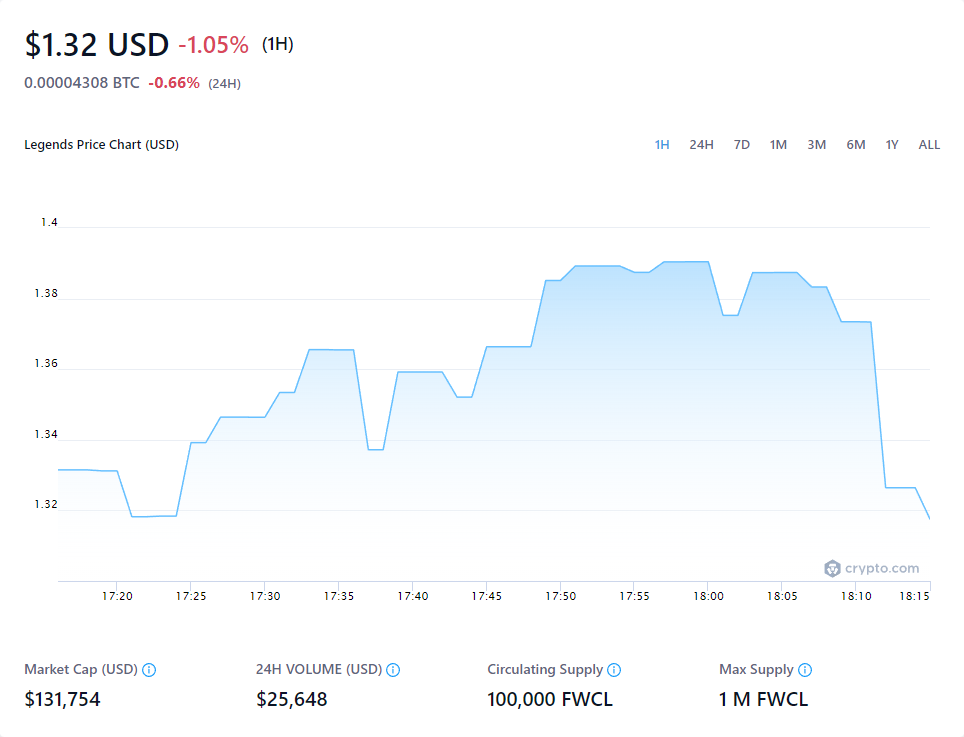 $1.32 USD -1.05% (1H)
0.00004308 BTC -0.66% (24H)
Legends Price Chart (USD) 1H 24H 7D 1M 3M 6M 1Y ALL
1.4
1.38
1.36
1.34
1.32
crypto.com
17:20 17:25 17:30 17:35 17:40 17:45 17:50 17:55 18:00 18:05 18:10 18:15
Market Cap (USD) 24H VOLUME (USD) Circulating Supply Max Supply
$131,754 $25,648 100,000 FWCL 1 M FWCL